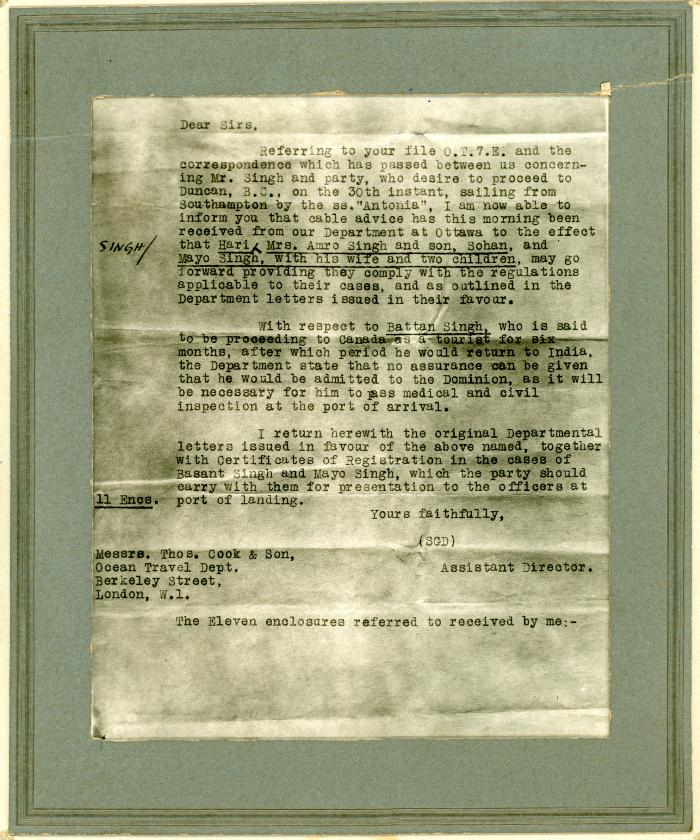 Dear Sirs,
Referring to your file O.T.7.E. and the
correspondence which has passed between us concern-
ing Mr. Singh and party, who desire to proceed to
Duncan, B.C., on the 30th instant, sailing from
Southampton by the ss."Antonia", I am now able to
inform you that cable advice has this morning been
received from our Department at Ottawa to the effect
SINGH/ that Hari, Mrs. Amro Singh and son, Sohan, and
Mayo Singh, with his wife and two children, may go
forward providing they comply with the regulations
applicable to their cases, and as outlined in the
Department letters issued in their favour.
With respect to Battan Singh, who is said
to be proceeding to Canada as a tourist for six
months, after which period he would return to India,
the Department state that no assurance can be given
that he would be admitted to the Dominion, as it will
be necessary for him to pass medical and civil
inspection at the port of arrival.
I return herewith the original Departmental
letters issued in favour of the above named, together
with Certificates of Registration in the cases of
Basant Singh and Mayo Singh, which the party should
carry with them for presentation to the officers at
11 Encs. port of landing.
Yours faithfully,
(SGD)
Messrs. Thos. Cook & Son,
Ocean Travel Dept. Assistant Director.
Berkeley Street,
London, W.1.
The Eleven enclosures referred to received by me:-